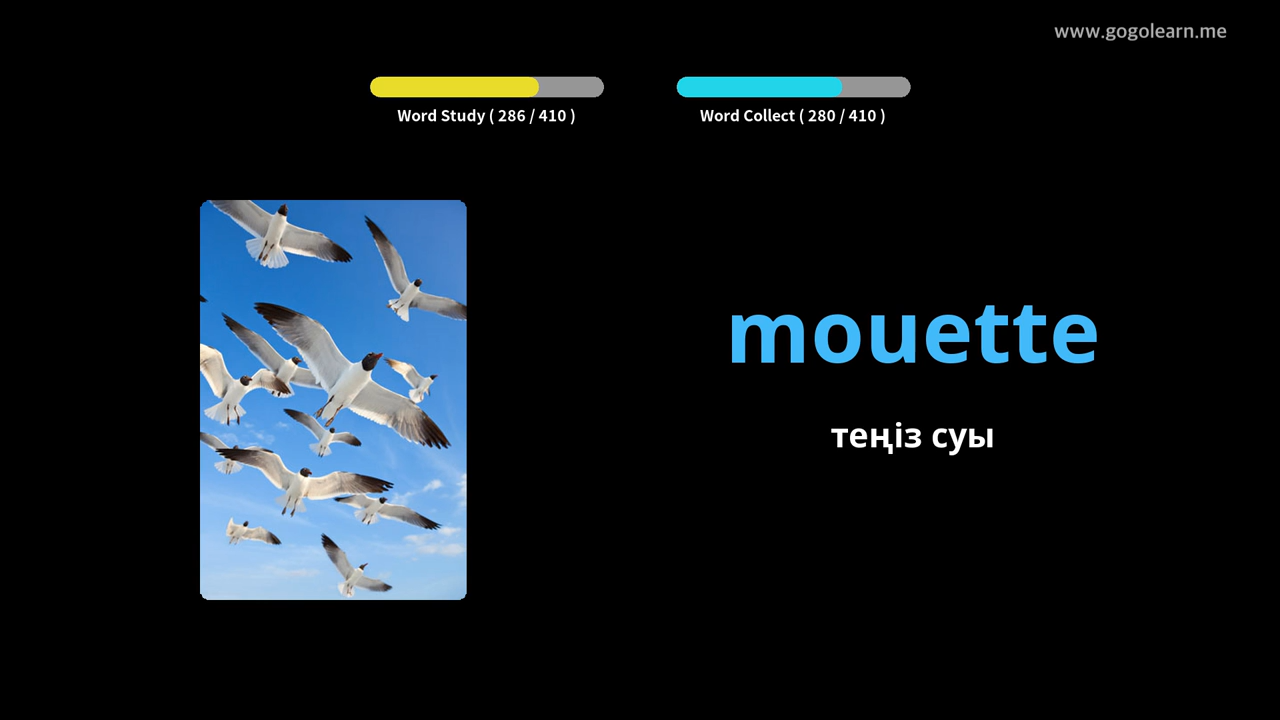 www.gogolearn.me
Word Study ( 286 / 410 )
Word Collect ( 280 / 410 )
mouette
теңіз суы